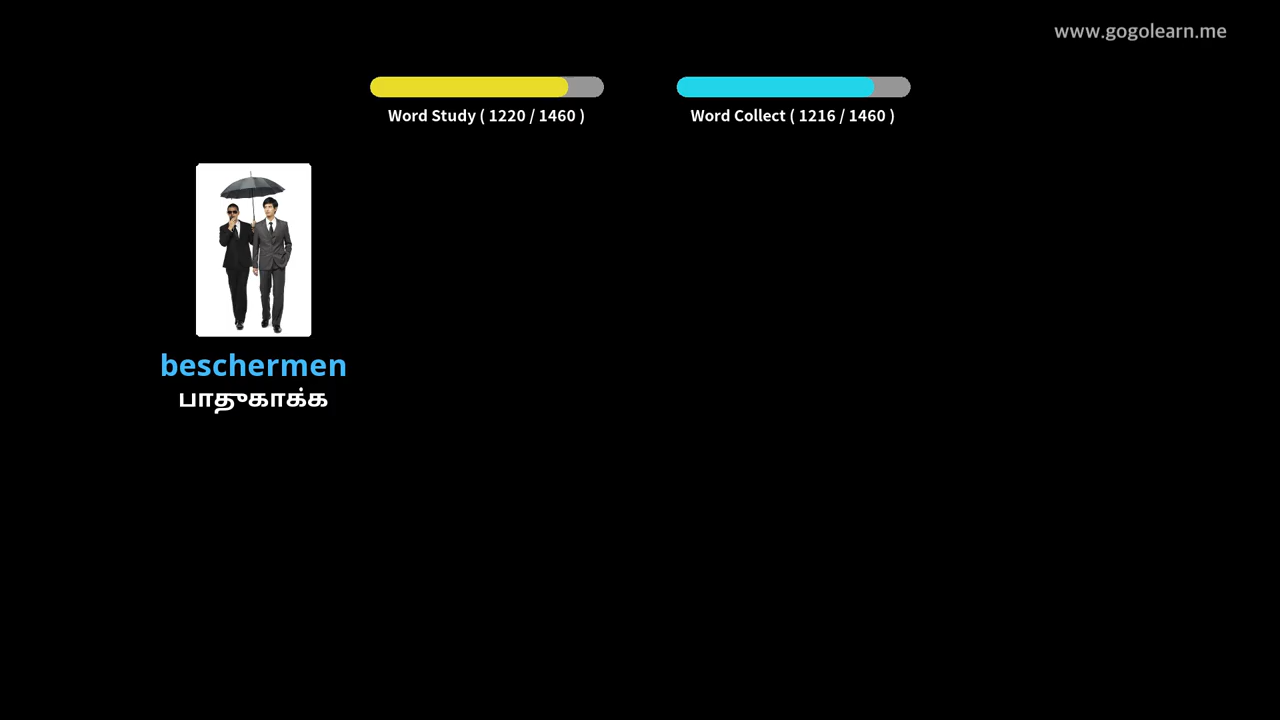 www.gogolearn.me
Word Study ( 1220 / 1460 )
Word Collect ( 1216 / 1460 )
beschermen
பாதுகாக்க